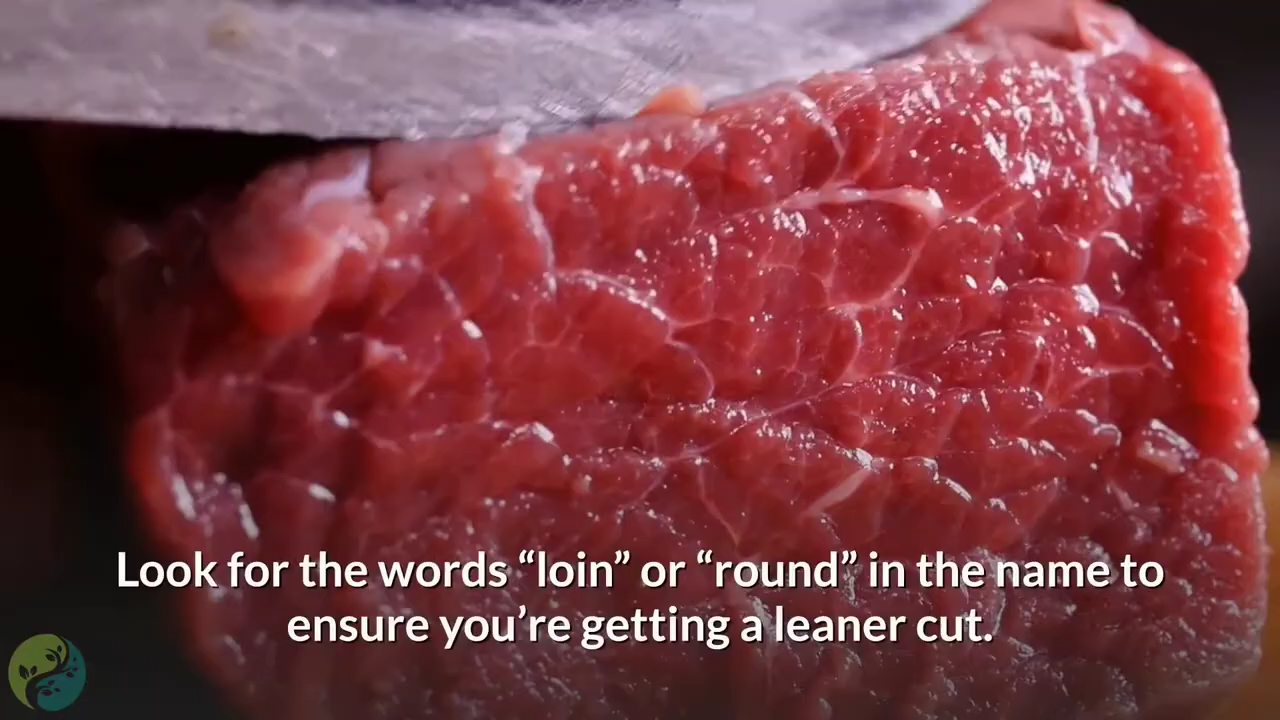 Look for the words “loin” or “round” in the name to
ensure you’re getting a leaner cut.